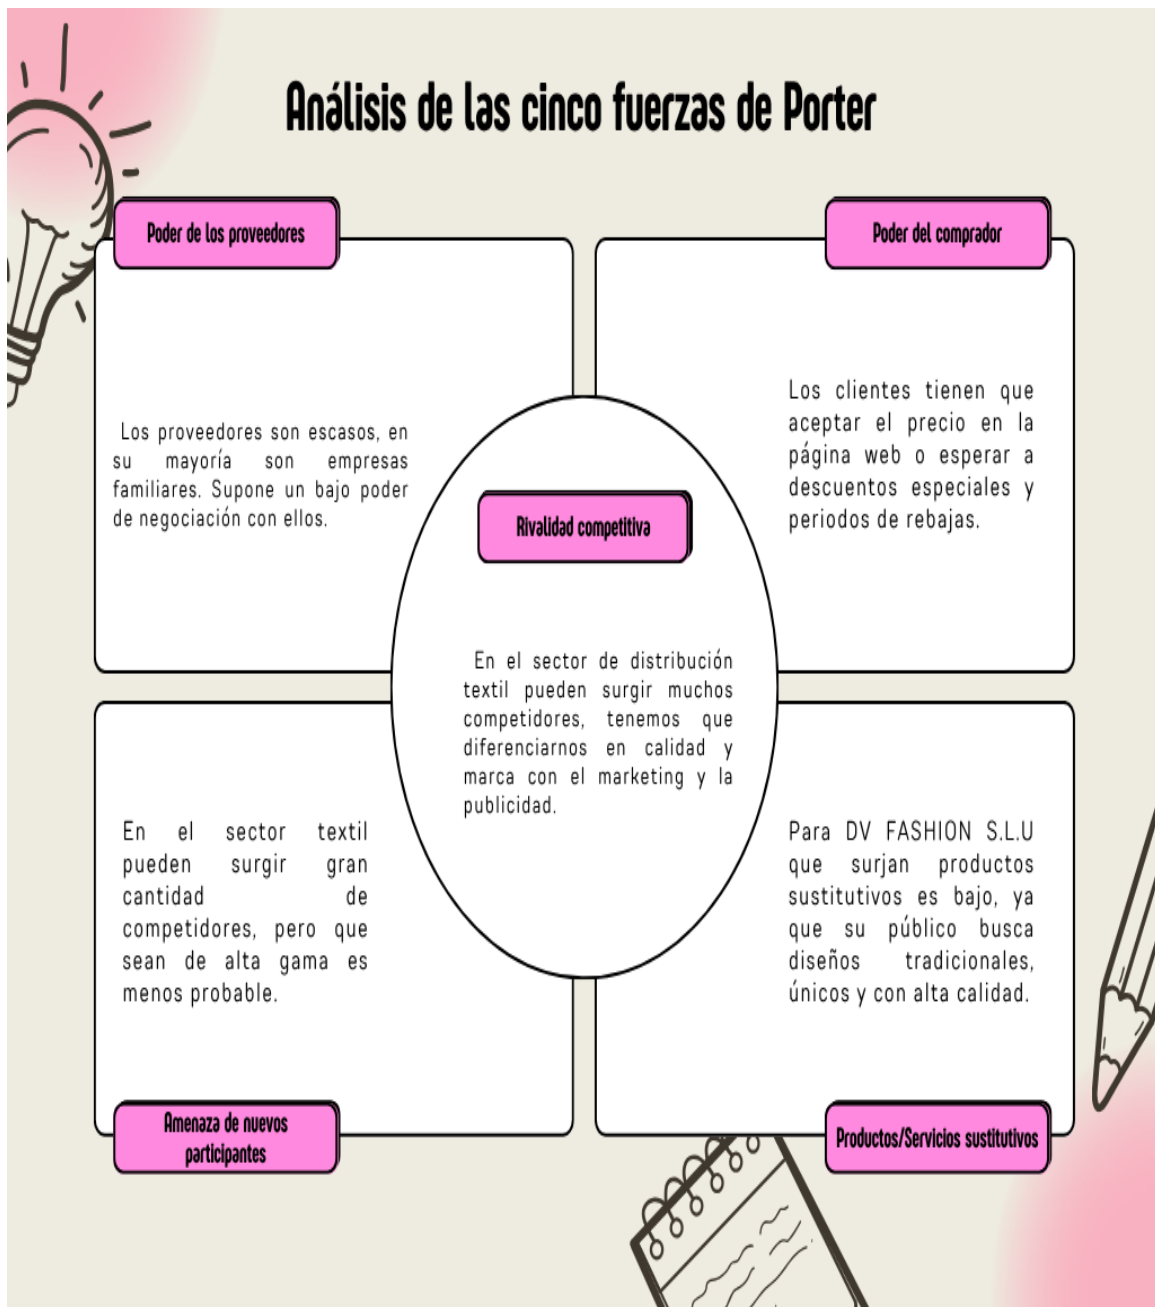 Análisis de las cinco fuerzas de Porter
Poder de los proveedores
Los proveedores son escasos, en
su mayoría son empresas
familiares. Supone un bajo poder
de negociación con ellos.
Poder del comprador
Los clientes tienen que
aceptar el precio en la
página web o esperar a
descuentos especiales y
periodos de rebajas.
Rivalidad competitiva
En el sector de distribución
textil pueden surgir muchos
competidores, tenemos que
diferenciarnos en calidad y
marca con el marketing y la
publicidad.
En el sector textil
pueden surgir gran
cantidad de
competidores, pero que
sean de alta gama es
menos probable.
Amenaza de nuevos
participantes
Para DV FASHION S.L.U
que surjan productos
sustitutivos es bajo, ya
que su público busca
diseños tradicionales,
únicos y con alta calidad.
Productos/Servicios sustitutivos